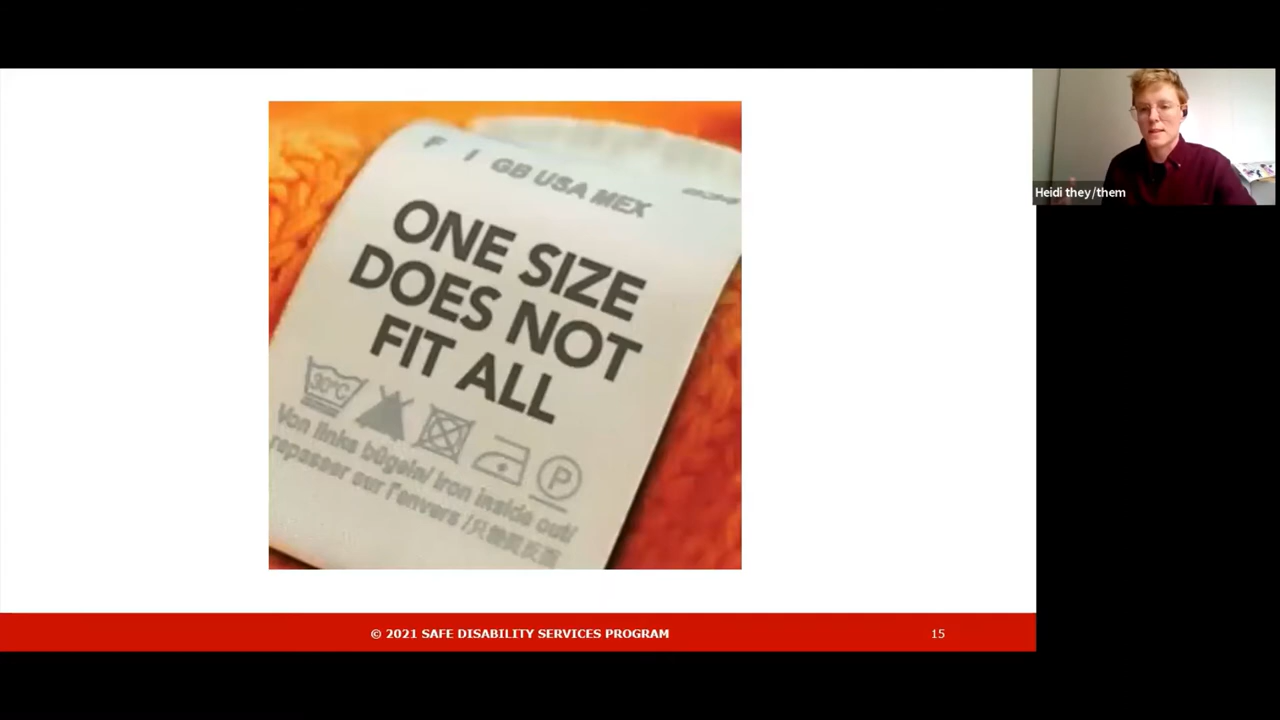 F I GB USA MEX
ONE SIZE
DOES NOT
FIT ALL
30°C
P
Von links bügeln/ iron inside out/
repasser sur l'envers /
Heidi they/them
© 2021 SAFE DISABILITY SERVICES PROGRAM
15